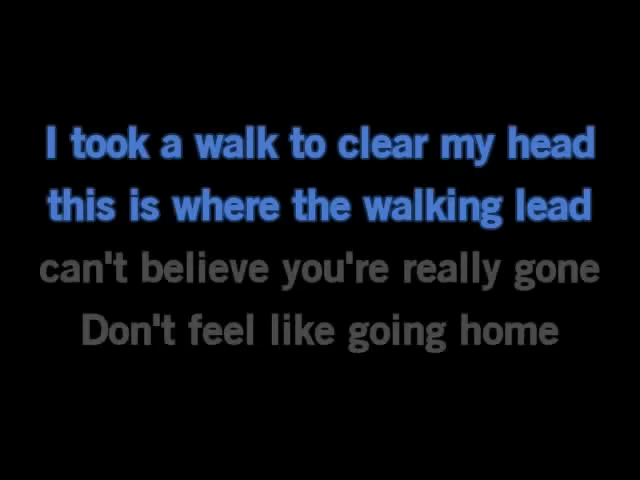 I took a walk to clear my head
this is where the walking lead
can't believe you're really gone
Don't feel like going home